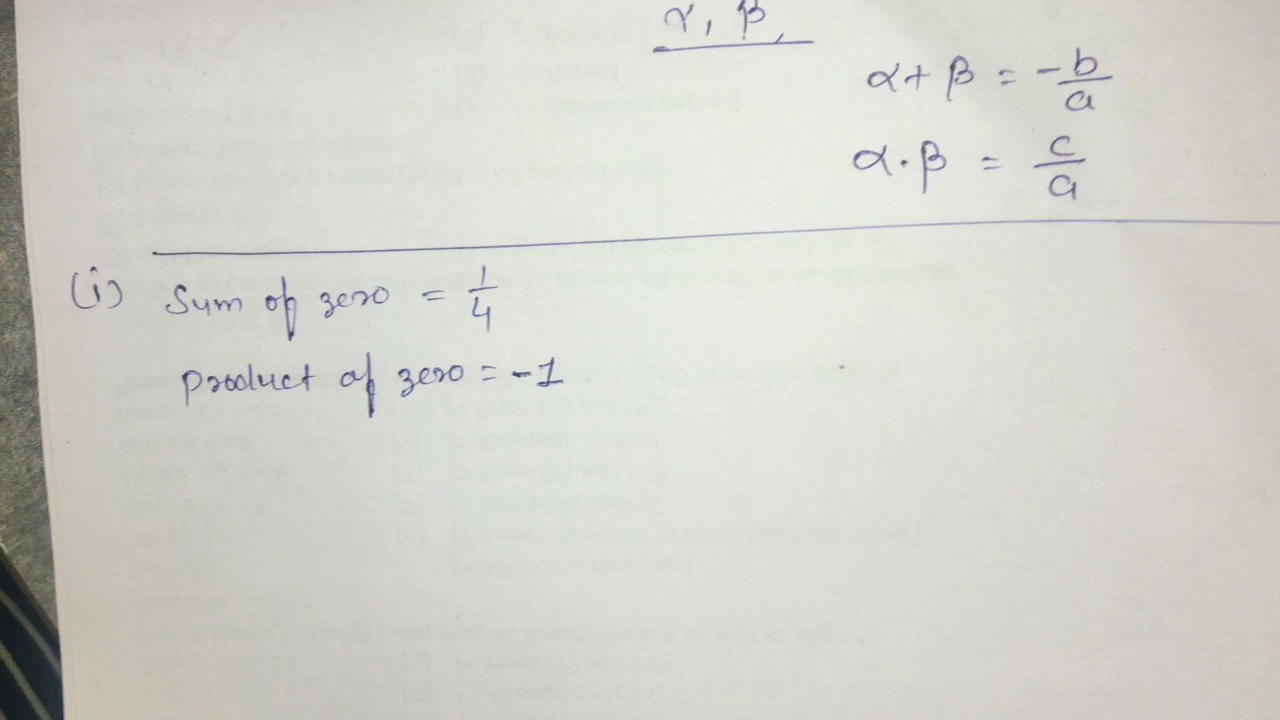 α, β,
α + β = -b/a
α · β = c/a
(i) Sum of zero = 1/4
product of zero = -1